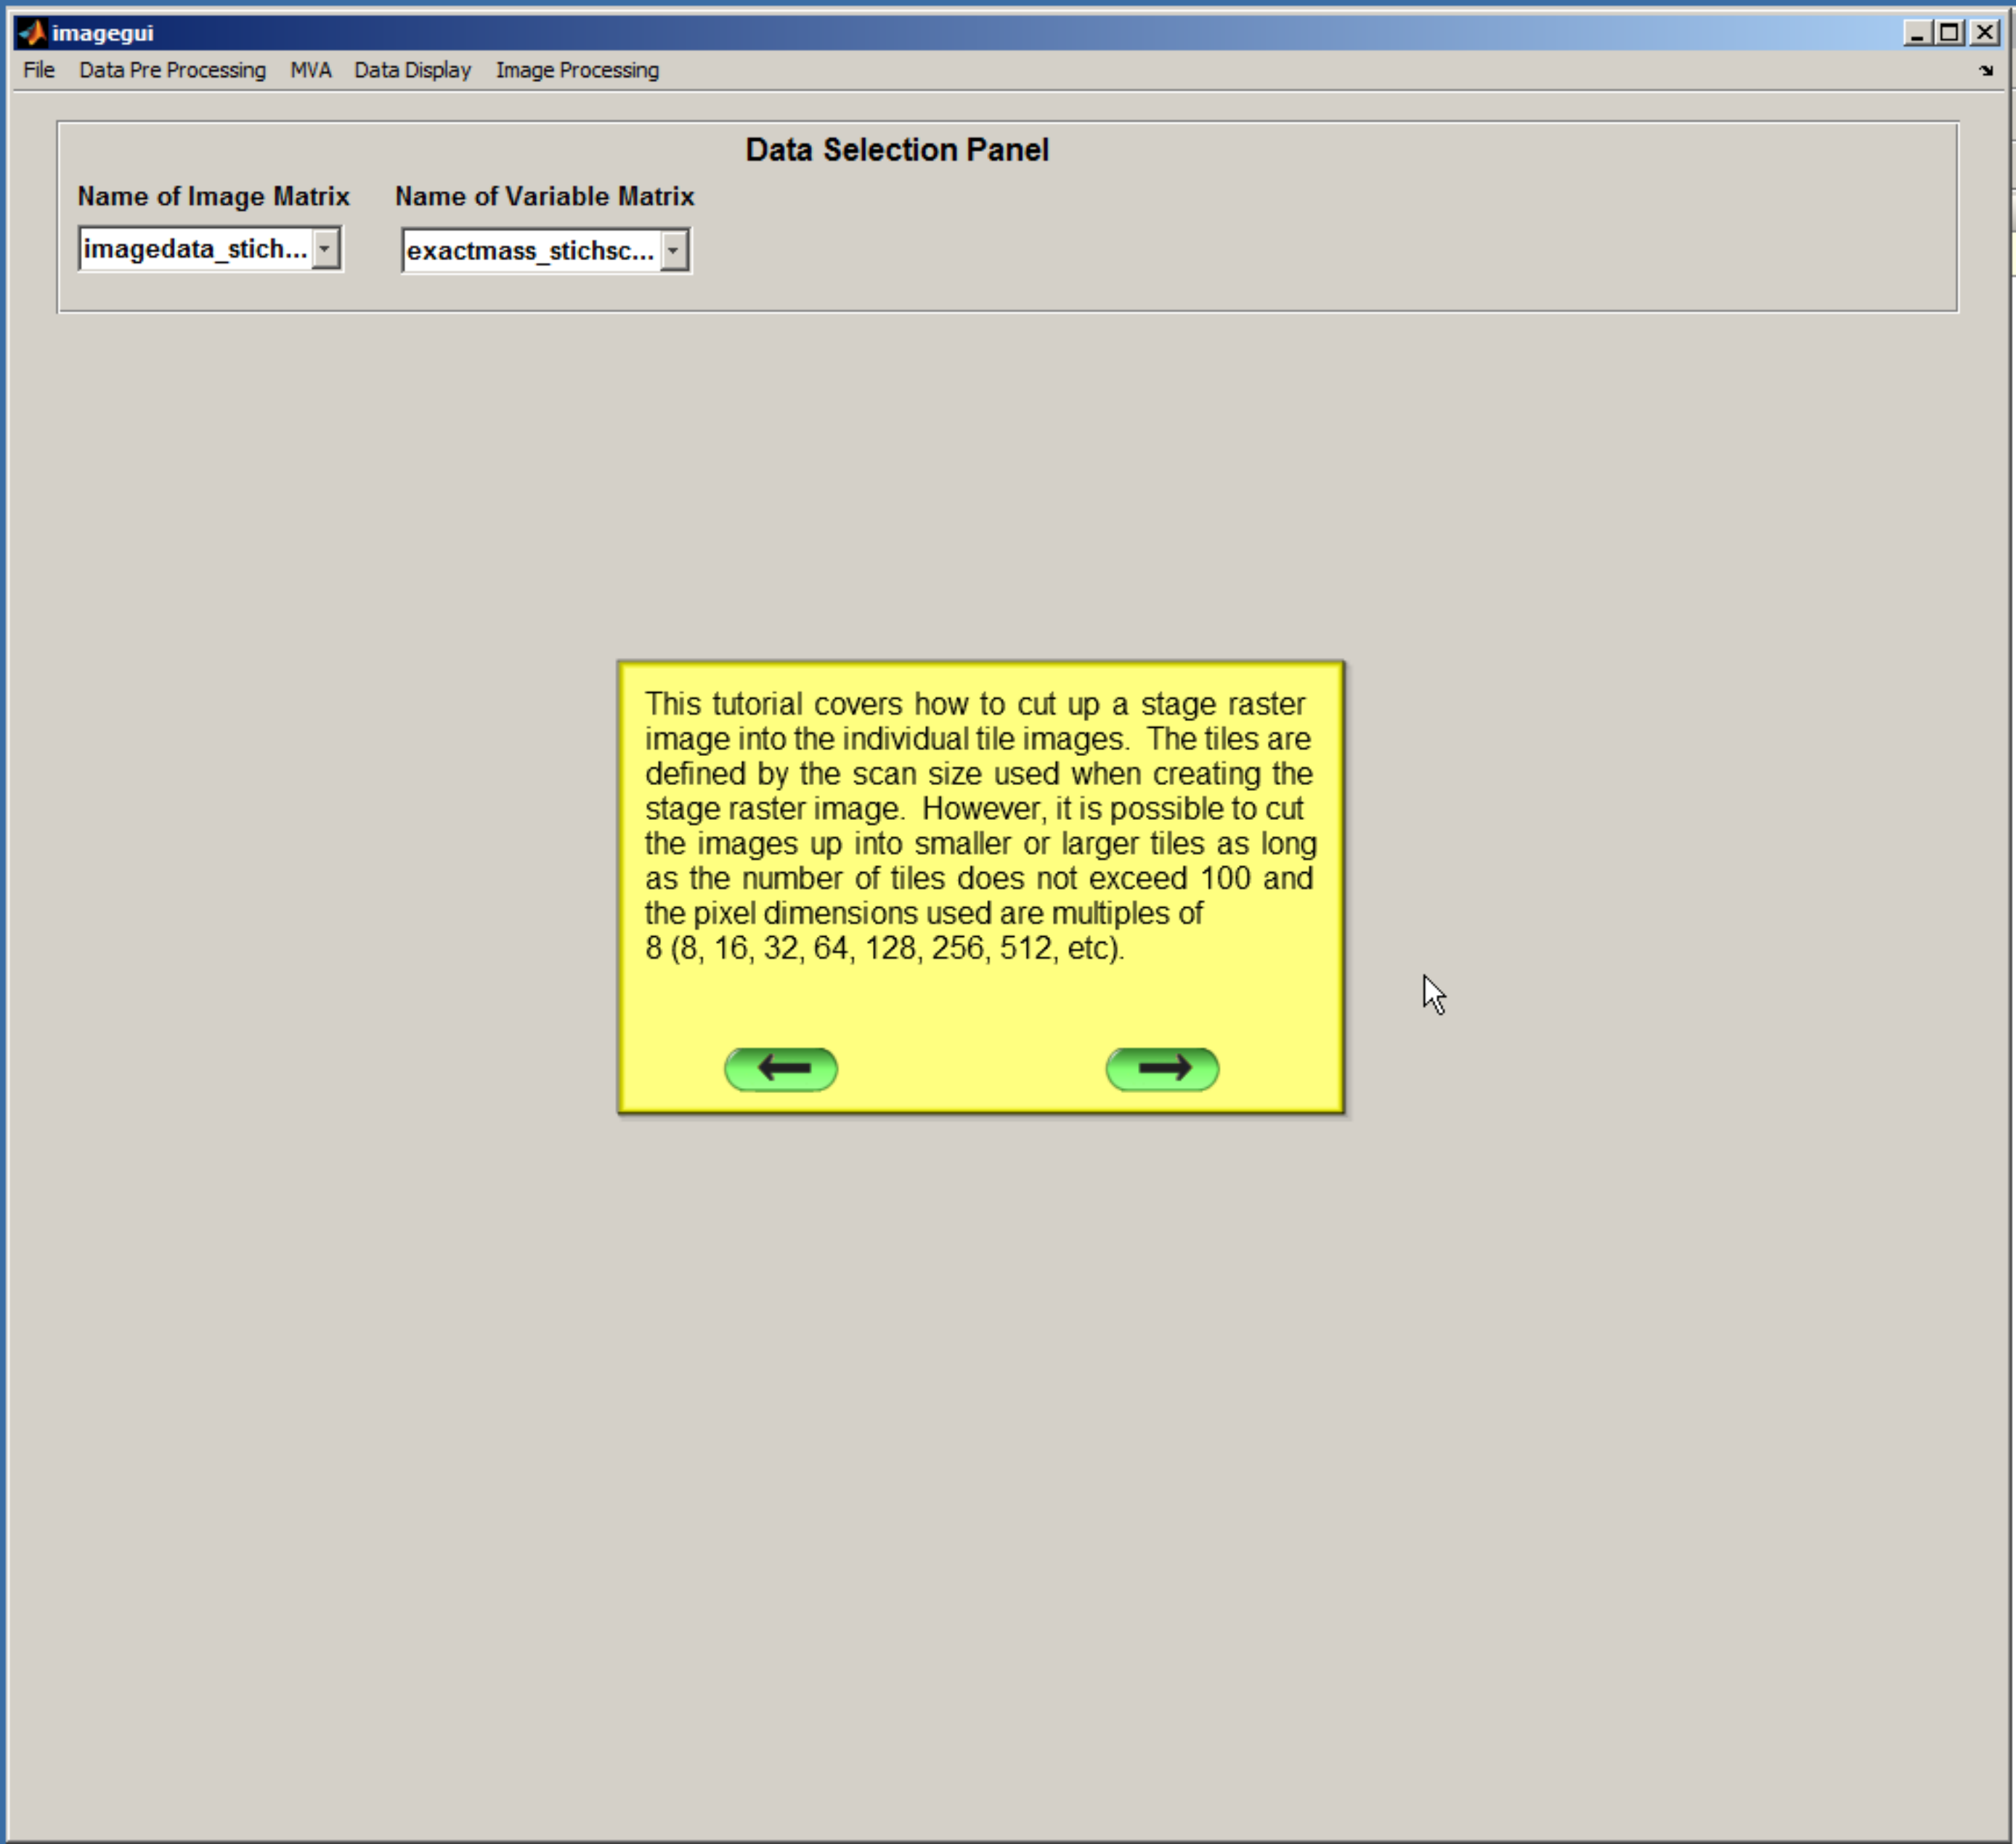 imagegui
File Data Pre Processing MVA Data Display Image Processing
Data Selection Panel
Name of Image Matrix Name of Variable Matrix
imagedata_stich... exactmass_stichsc...
This tutorial covers how to cut up a stage raster
image into the individual tile images. The tiles are
defined by the scan size used when creating the
stage raster image. However, it is possible to cut
the images up into smaller or larger tiles as long
as the number of tiles does not exceed 100 and
the pixel dimensions used are multiples of
8 (8, 16, 32, 64, 128, 256, 512, etc).